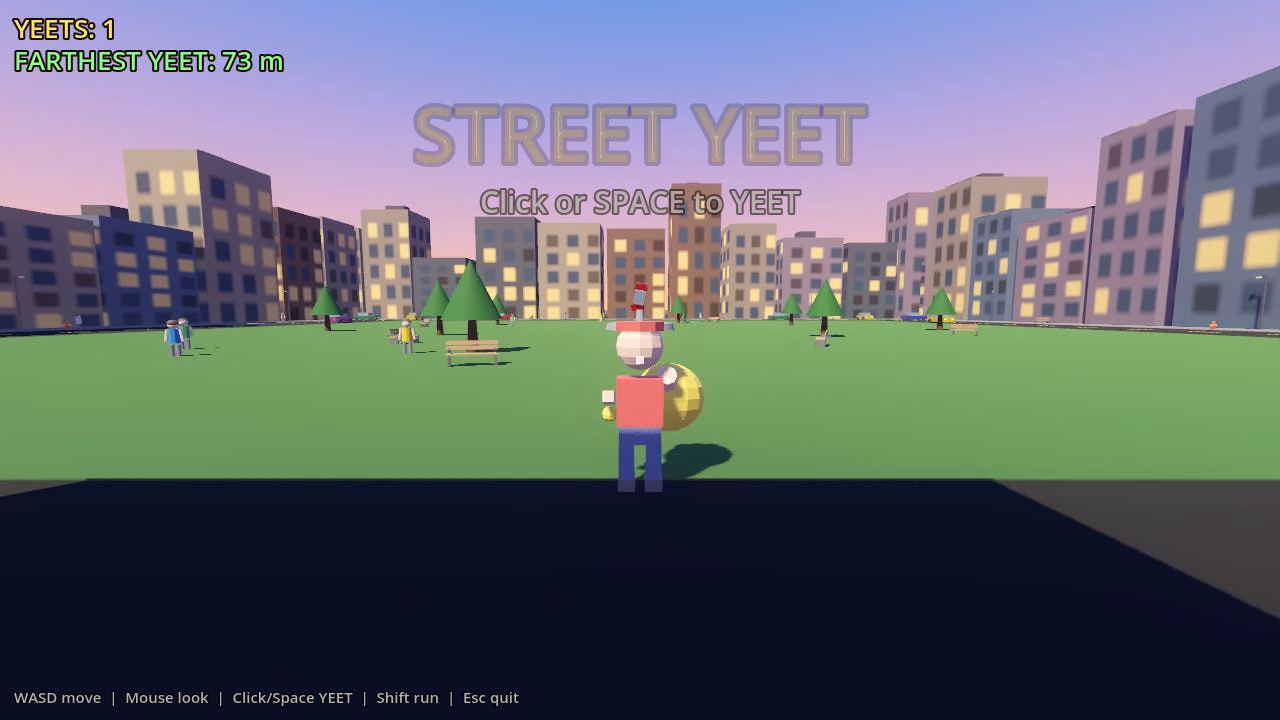 YEETS: 1
FARTHEST YEET: 73 m
STREET YEET
Click or SPACE to YEET
WASD move | Mouse look | Click/Space YEET | Shift run | Esc quit